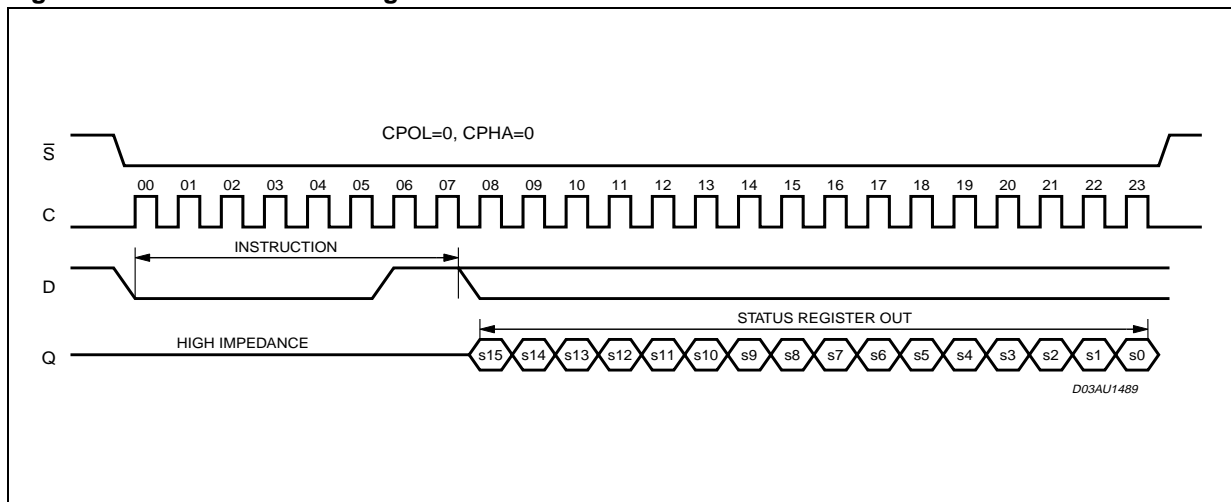 CPOL=0, CPHA=0
S
00 01 02 03 04 05 06 07 08 09 10 11 12 13 14 15 16 17 18 19 20 21 22 23
C
INSTRUCTION
D
STATUS REGISTER OUT
HIGH IMPEDANCE
Q
s15 s14 s13 s12 s11 s10 s9 s8 s7 s6 s5 s4 s3 s2 s1 s0
D03AU1489